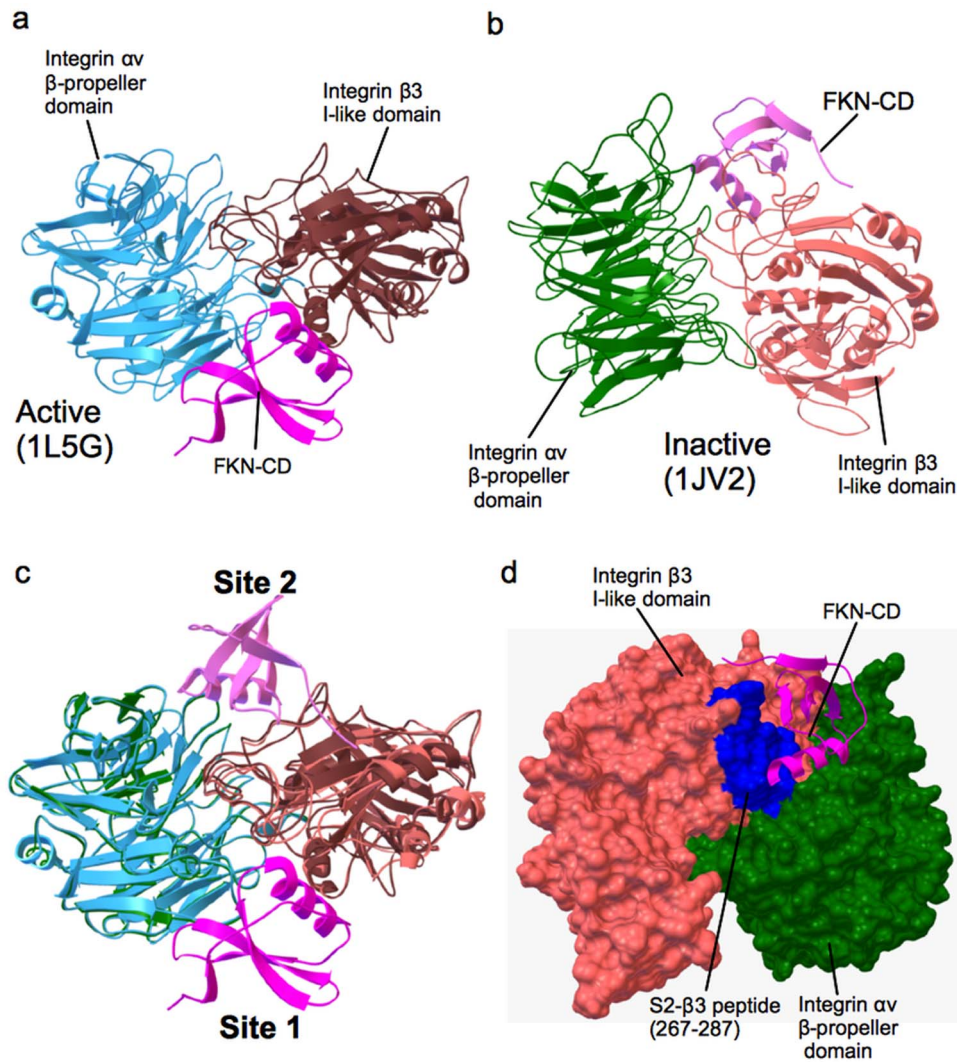 a
Integrin αv
β-propeller
domain
Integrin β3
I-like domain
Active
(1L5G)
FKN-CD
b
FKN-CD
Integrin αv
β-propeller
domain
Inactive
(1JV2)
Integrin β3
I-like domain
c
Site 2
Site 1
d
Integrin β3
I-like domain
FKN-CD
S2-β3 peptide
(267-287)
Integrin αv
β-propeller
domain